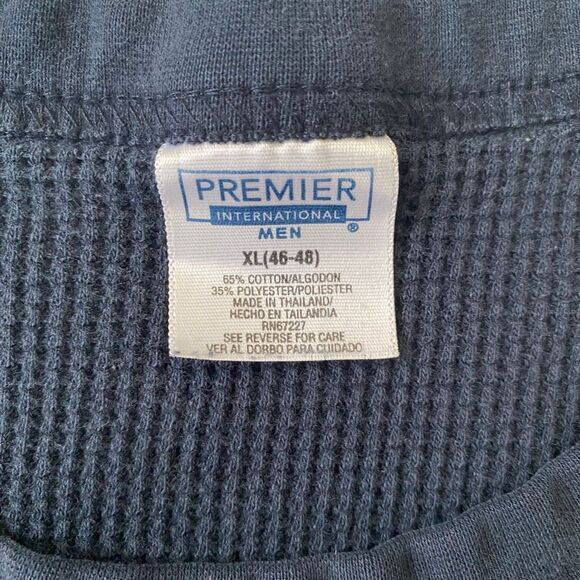 PREMIER
INTERNATIONAL
MEN ®
XL(46-48)
65% COTTON/ALGODON
35% POLYESTER/POLIESTER
MADE IN THAILAND/
HECHO EN TAILANDIA
RN67227
SEE REVERSE FOR CARE
VER AL DORBO PARA CUIDADO